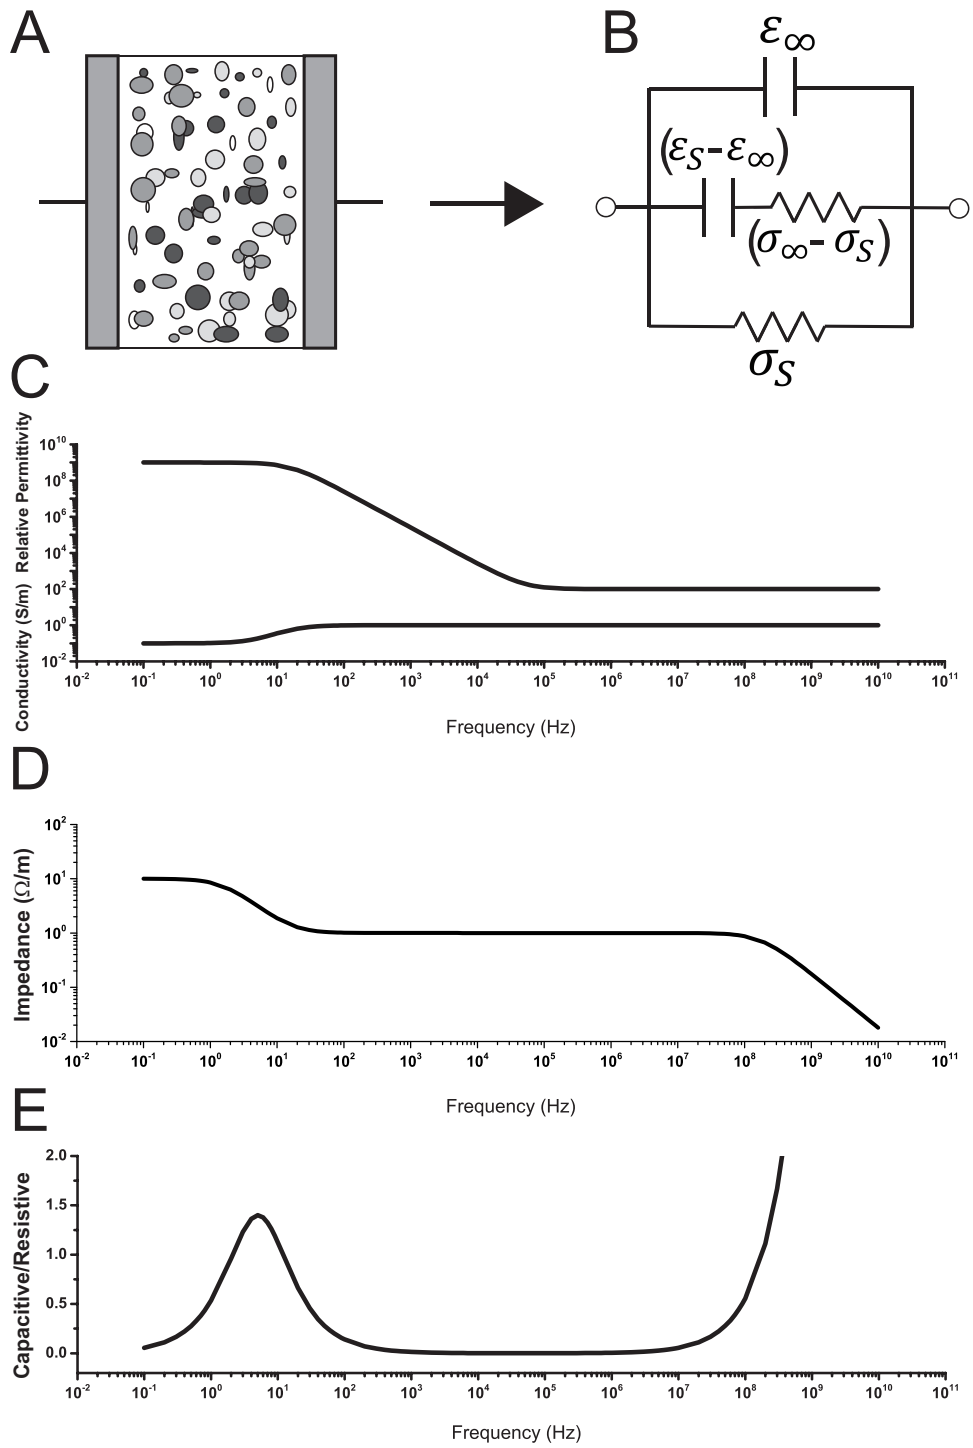 A
B
ε∞
(εS-εꝏ)
(σ∞- σS)
σS
C
Conductivity (S/m) Relative Permittivity
10^10
10^8
10^6
10^4
10^2
10^0
10^-2
10^-2 10^-1 10^0 10^1 10^2 10^3 10^4 10^5 10^6 10^7 10^8 10^9 10^10 10^11
Frequency (Hz)
D
Impedance (Ω/m)
10^2
10^1
10^0
10^-1
10^-2
10^-2 10^-1 10^0 10^1 10^2 10^3 10^4 10^5 10^6 10^7 10^8 10^9 10^10 10^11
Frequency (Hz)
E
Capacitive/Resistive
2.0
1.5
1.0
0.5
0.0
10^-2 10^-1 10^0 10^1 10^2 10^3 10^4 10^5 10^6 10^7 10^8 10^9 10^10 10^11
Frequency (Hz)